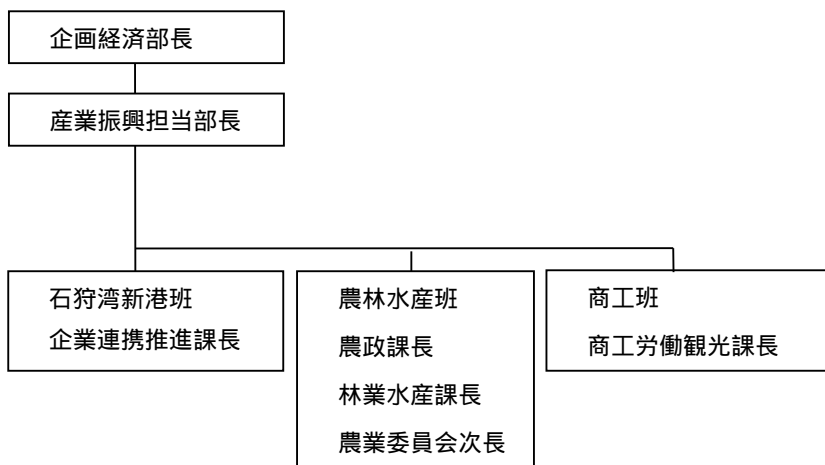 企画経済部長
産業振興担当部長
石狩湾新港班
企業連携推進課長
農林水産班
農政課長
林業水産課長
農業委員会次長
商工班
商工労働観光課長